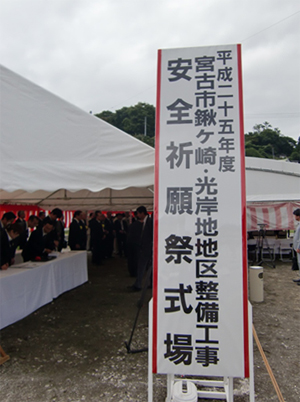 平成二十五年度
宮古市鍬ヶ崎・光岸地地区整備工事
安全祈願祭式場